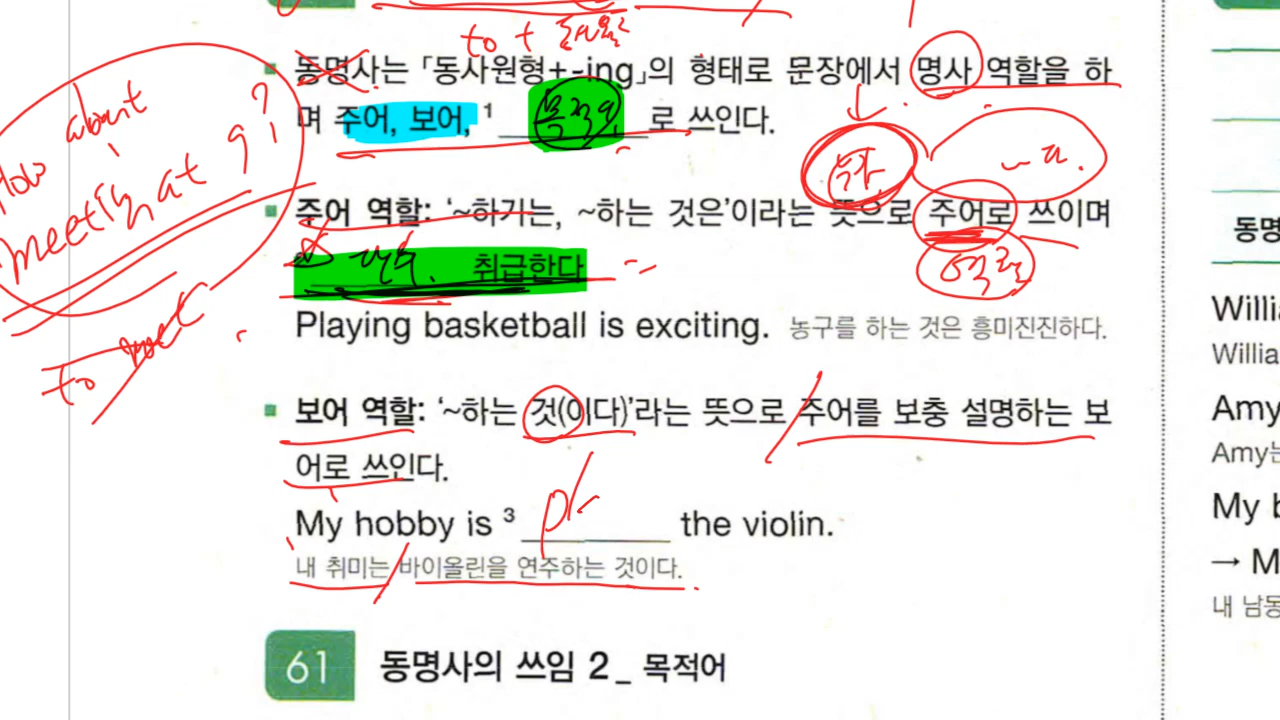 to +
동명사는 「동사원형+-ing」의 형태로 문장에서 명사 역할을 하
며 주어, 보어, 1 목적어 로 쓰인다.
How about
meeting at 9?
to meet
주어 역할: '~하기는, ~하는 것은'이라는 뜻으로 주어로 쓰이며
취급한다
Playing basketball is exciting. 농구를 하는 것은 흥미진진하다.
보어 역할: '~하는 것(이다)'라는 뜻으로 주어를 보충 설명하는 보
어로 쓰인다.
My hobby is 3 the violin.
내 취미는 바이올린을 연주하는 것이다.
61 동명사의 쓰임 2_ 목적어
동명
Willia
Willia
Amy
Amy는
My b
→ M
내 남동